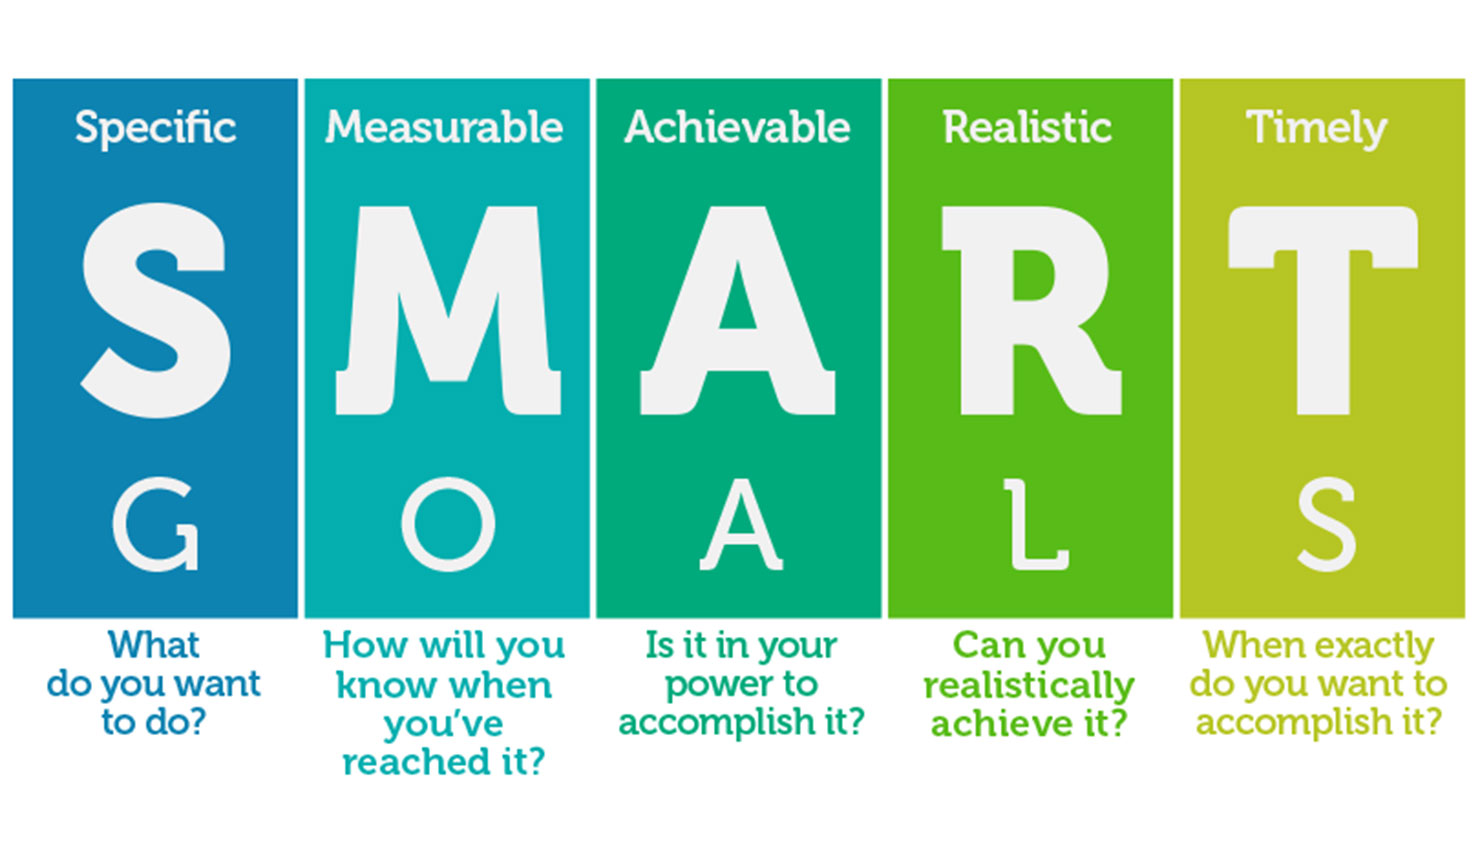 Specific
Measurable
Achievable
Realistic
Timely
SMART
GOALS
What
do you want
to do?
How will you
know when
you’ve
reached it?
Is it in your
power to
accomplish it?
Can you
realistically
achieve it?
When exactly
do you want to
accomplish it?